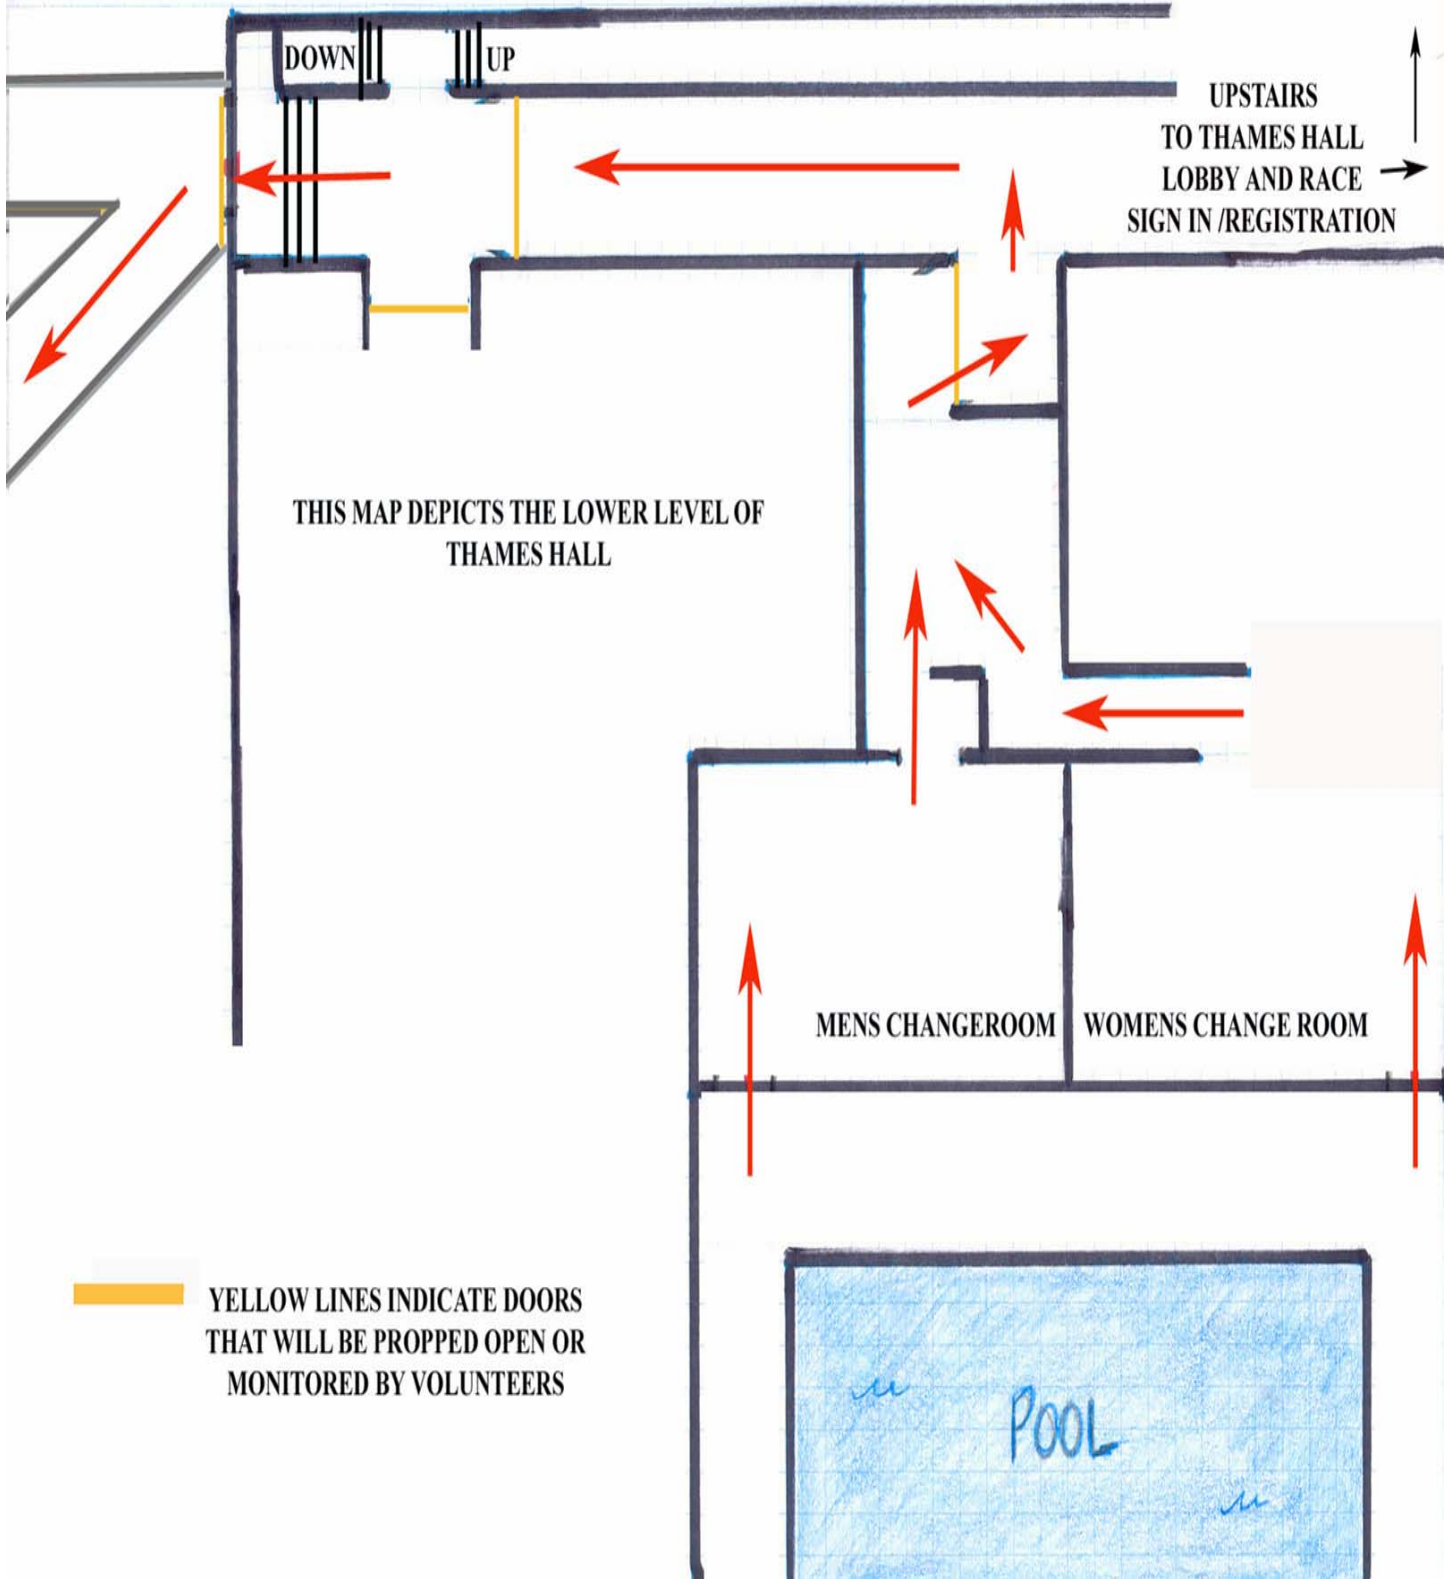 DOWN
UP
UPSTAIRS
TO THAMES HALL
LOBBY AND RACE
SIGN IN /REGISTRATION
THIS MAP DEPICTS THE LOWER LEVEL OF
THAMES HALL
MENS CHANGEROOM
WOMENS CHANGE ROOM
YELLOW LINES INDICATE DOORS
THAT WILL BE PROPPED OPEN OR
MONITORED BY VOLUNTEERS
POOL